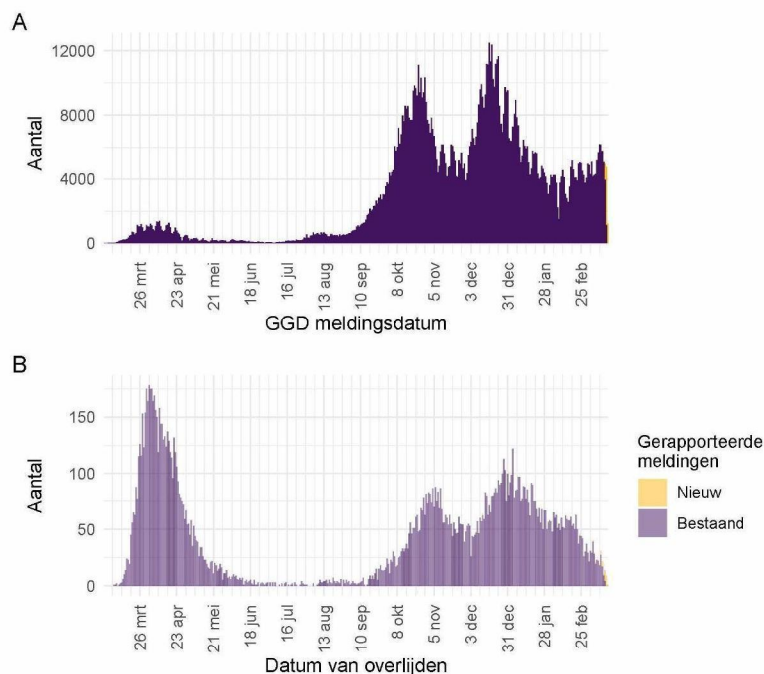 A
12000
8000
4000
0
Aantal
26 mrt
23 apr
21 mei
18 jun
16 jul
13 aug
10 sep
8 okt
5 nov
3 dec
31 dec
28 jan
25 feb
GGD meldingsdatum
B
150
100
50
0
Aantal
26 mrt
23 apr
21 mei
18 jun
16 jul
13 aug
10 sep
8 okt
5 nov
3 dec
31 dec
28 jan
25 feb
Datum van overlijden
Gerapporteerde
meldingen
Nieuw
Bestaand